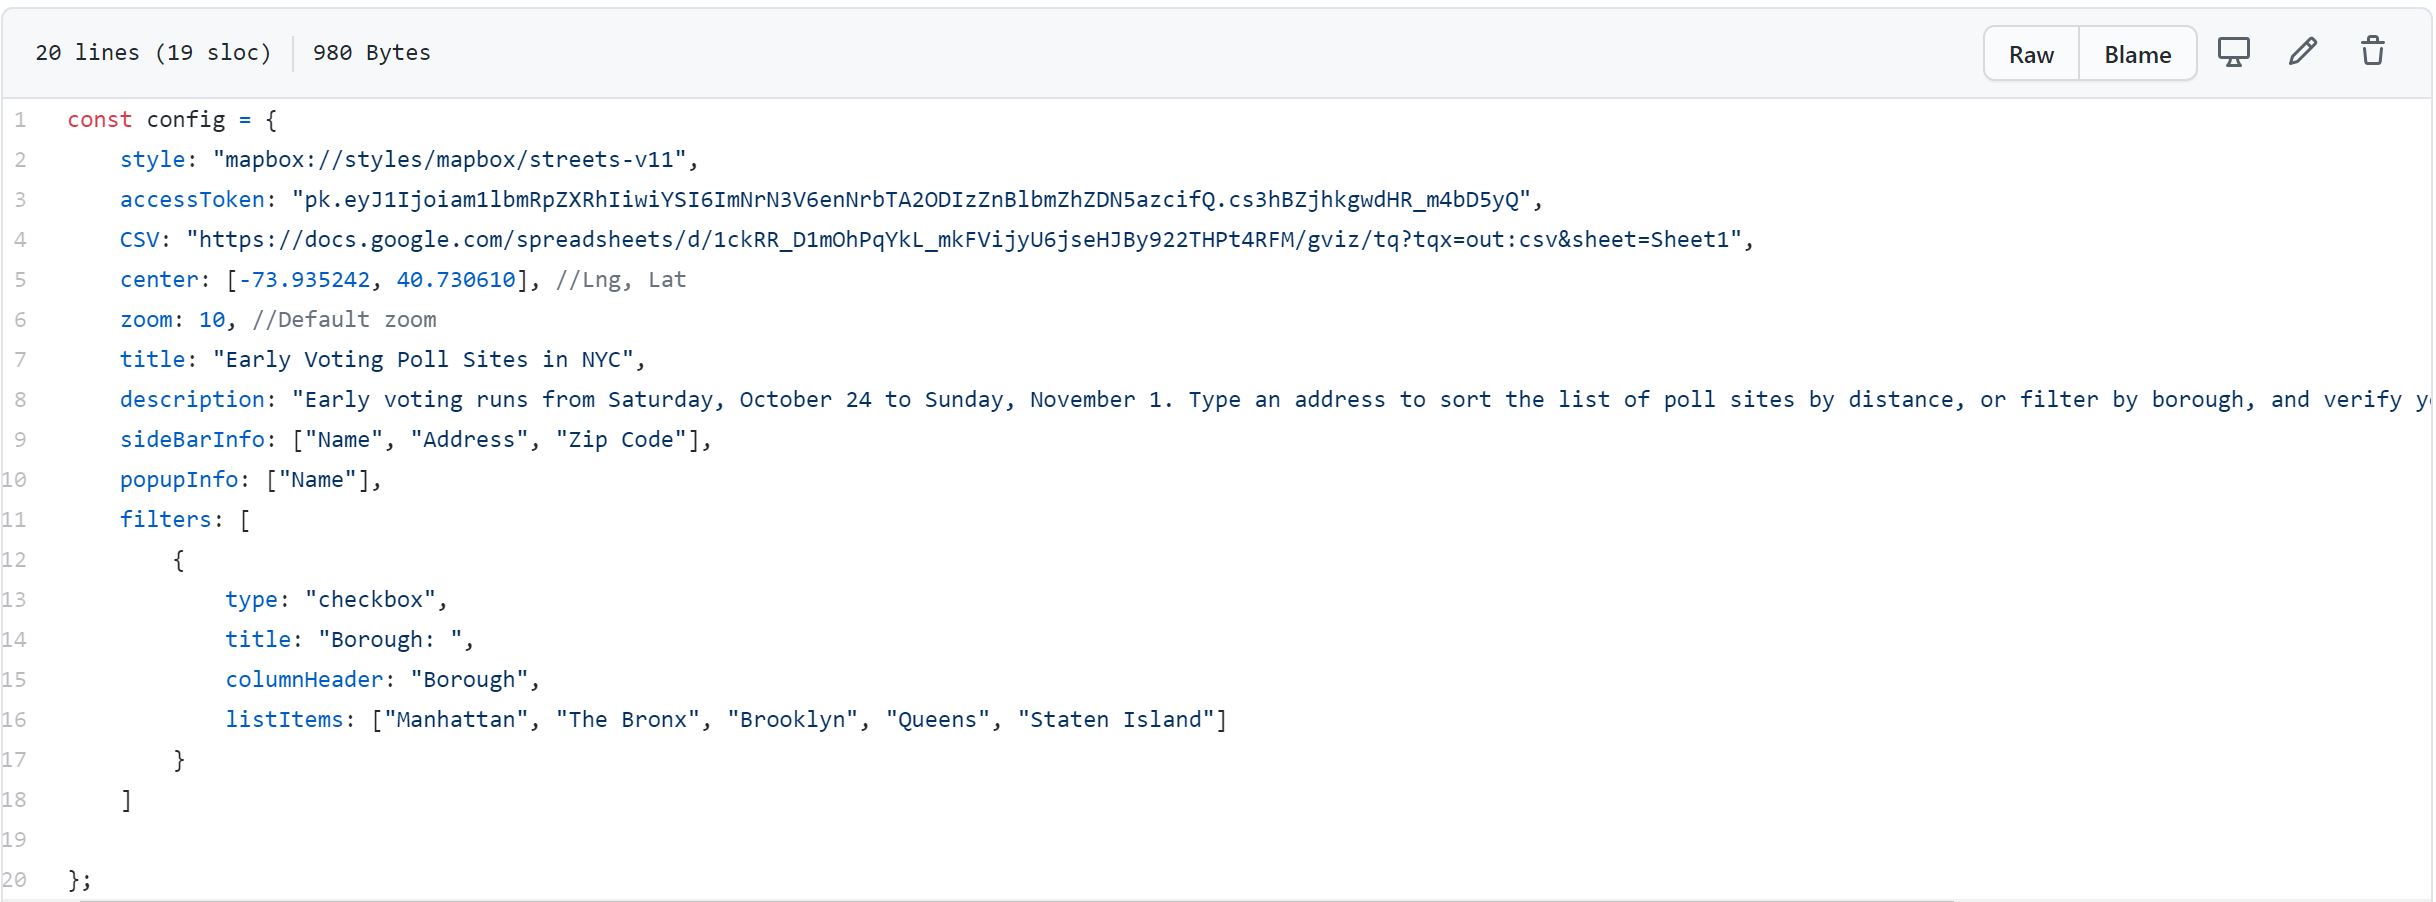 20 lines (19 sloc) 980 Bytes Raw Blame
1 const config = {
2 style: "mapbox://styles/mapbox/streets-v11",
3 accessToken: "pk.eyJ1Ijoiam1lbmRpZXRhIiwiYSI6ImNrN3V6enNrbTA2ODIzZnBlbmZhZDN5azcifQ.cs3hBZjhkgwdHR_m4bD5yQ",
4 CSV: "https://docs.google.com/spreadsheets/d/1ckRR_D1mOhPqYkL_mkFVijyU6jseHJBy922THPt4RFM/gviz/tq?tqx=out:csv&sheet=Sheet1",
5 center: [-73.935242, 40.730610], //Lng, Lat
6 zoom: 10, //Default zoom
7 title: "Early Voting Poll Sites in NYC",
8 description: "Early voting runs from Saturday, October 24 to Sunday, November 1. Type an address to sort the list of poll sites by distance, or filter by borough, and verify
9 sideBarInfo: ["Name", "Address", "Zip Code"],
10 popupInfo: ["Name"],
11 filters: [
12 {
13 type: "checkbox",
14 title: "Borough: ",
15 columnHeader: "Borough",
16 listItems: ["Manhattan", "The Bronx", "Brooklyn", "Queens", "Staten Island"]
17 }
18 ]
19
20 };